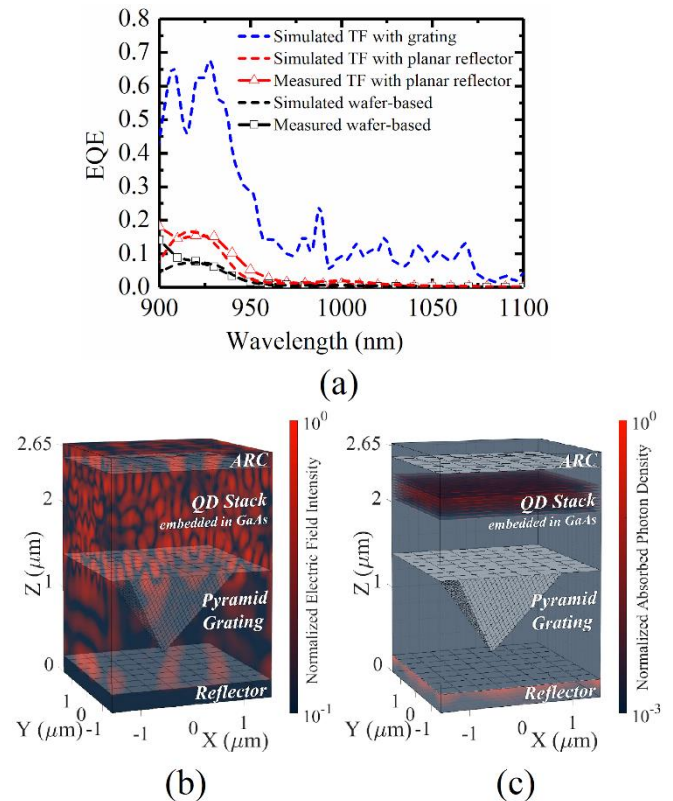 0.8
0.7
0.6
0.5
0.4
0.3
0.2
0.1
0.0
EQE
Simulated TF with grating
Simulated TF with planar reflector
Measured TF with planar reflector
Simulated wafer-based
Measured wafer-based
900 950 1000 1050 1100
Wavelength (nm)
(a)
2.65
2
1
0
Z (μm)
ARC
QD Stack
embedded in GaAs
Pyramid
Grating
Reflector
1
0
-1
Y (μm)
-1
0
1
X (μm)
10⁰
Normalized Electric Field Intensity
10⁻¹
(b)
2.65
2
1
0
Z (μm)
ARC
QD Stack
embedded in GaAs
Pyramid
Grating
Reflector
1
0
-1
Y (μm)
-1
0
1
X (μm)
10⁰
Normalized Absorbed Photon Density
10⁻³
(c)